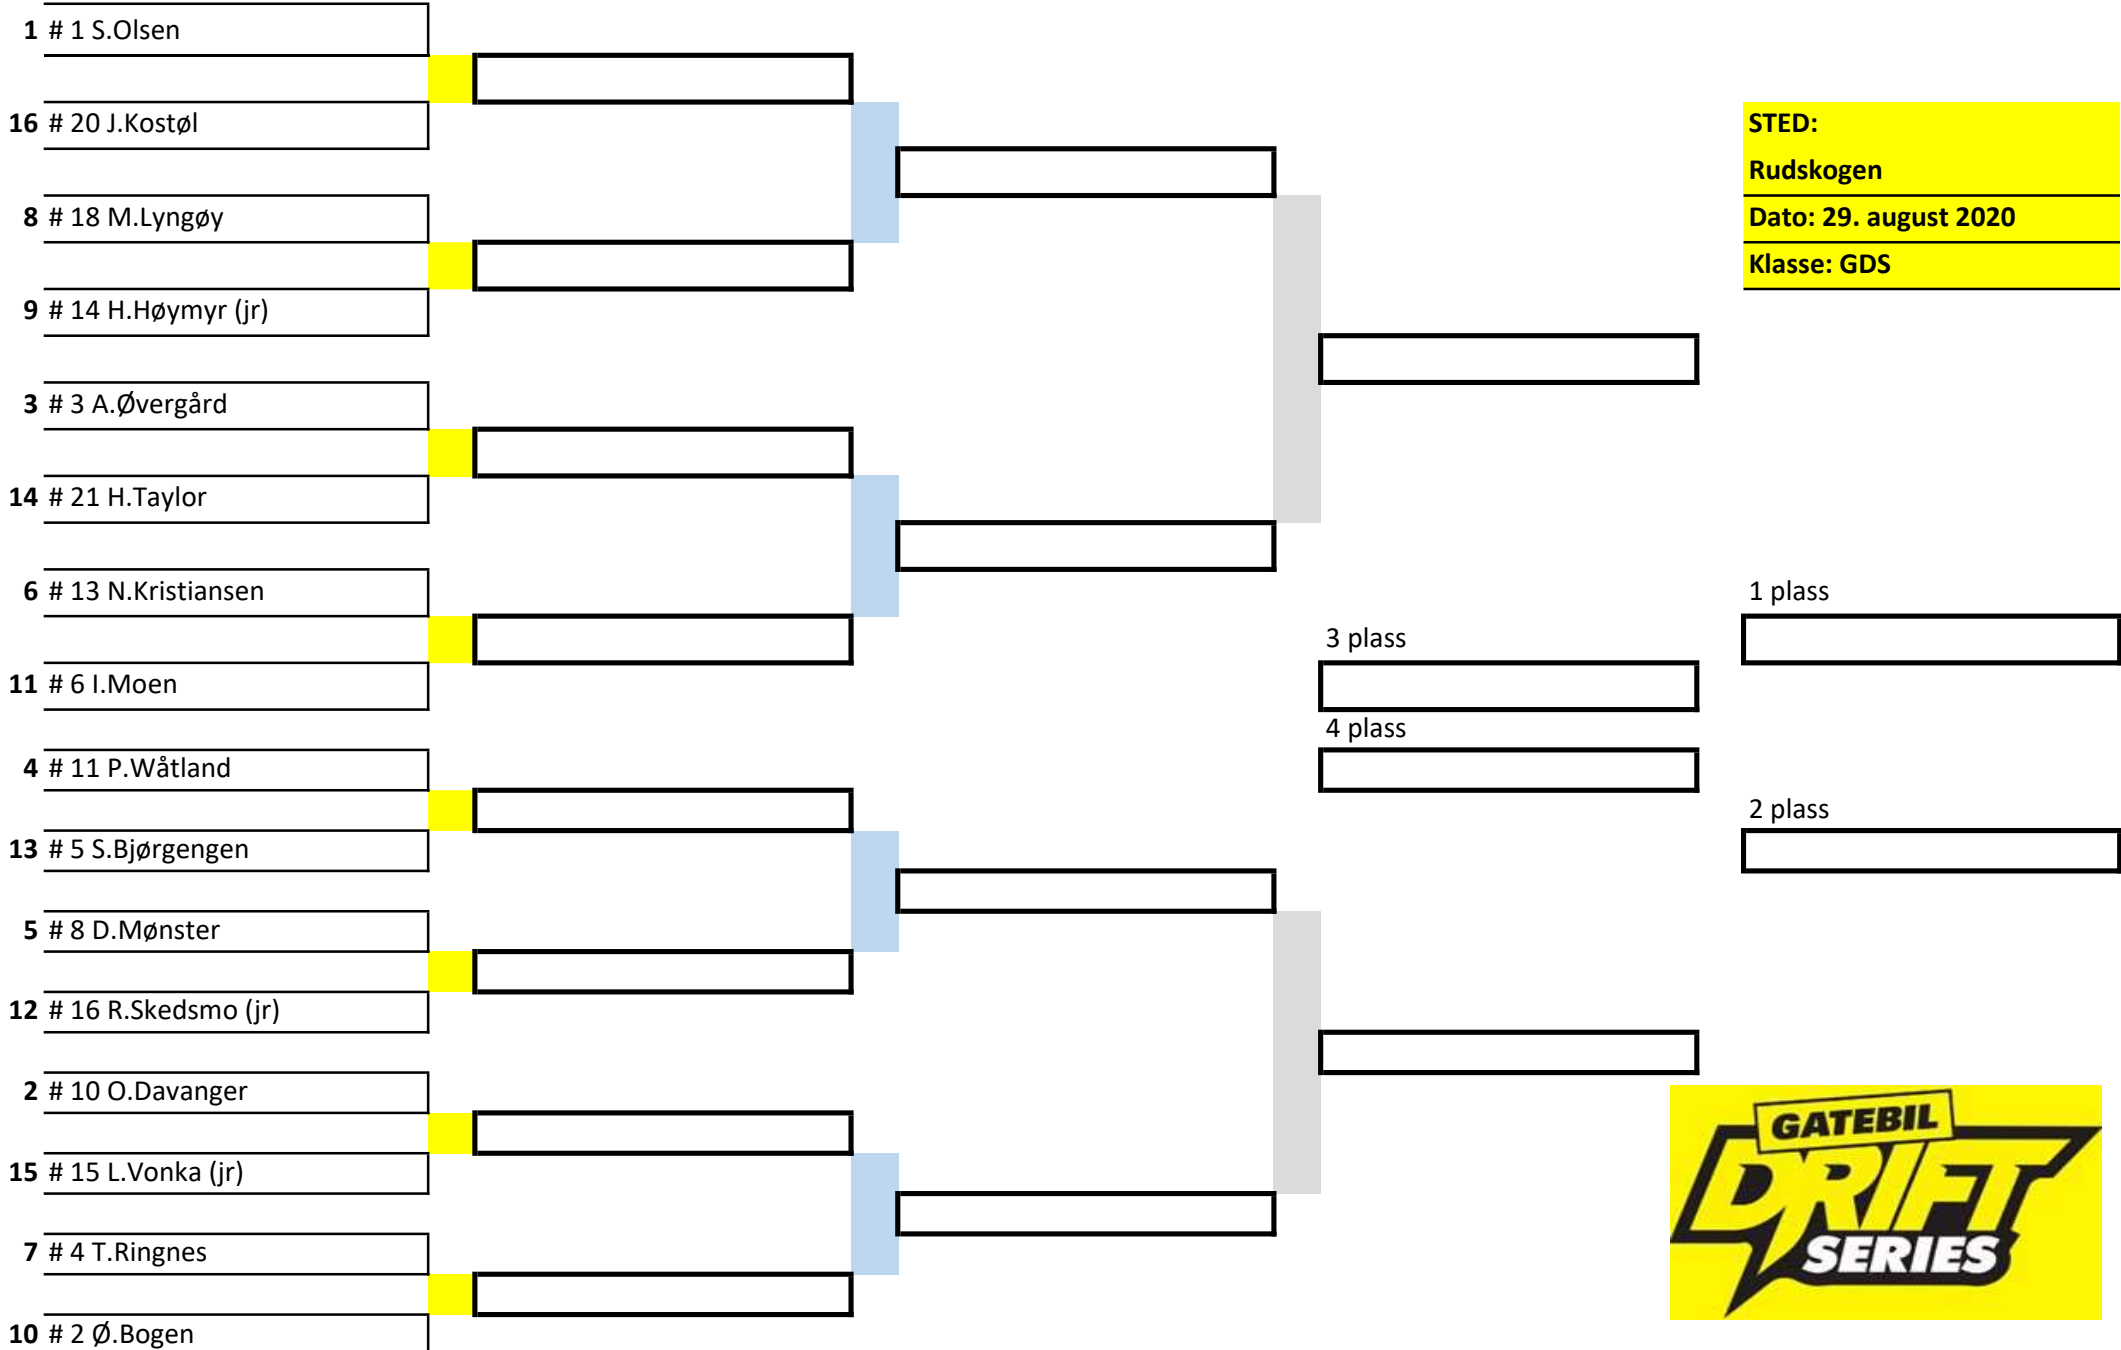 1 # 1 S.Olsen
16 # 20 J.Kostøl
8 # 18 M.Lyngøy
9 # 14 H.Høymyr (jr)
3 # 3 A.Øvergård
14 # 21 H.Taylor
6 # 13 N.Kristiansen
11 # 6 I.Moen
4 # 11 P.Wåtland
13 # 5 S.Bjørgengen
5 # 8 D.Mønster
12 # 16 R.Skedsmo (jr)
2 # 10 O.Davanger
15 # 15 L.Vonka (jr)
7 # 4 T.Ringnes
10 # 2 Ø.Bogen
3 plass
4 plass
STED:
Rudskogen
Dato: 29. august 2020
Klasse: GDS
1 plass
2 plass
GATEBIL
DRIFT
SERIES